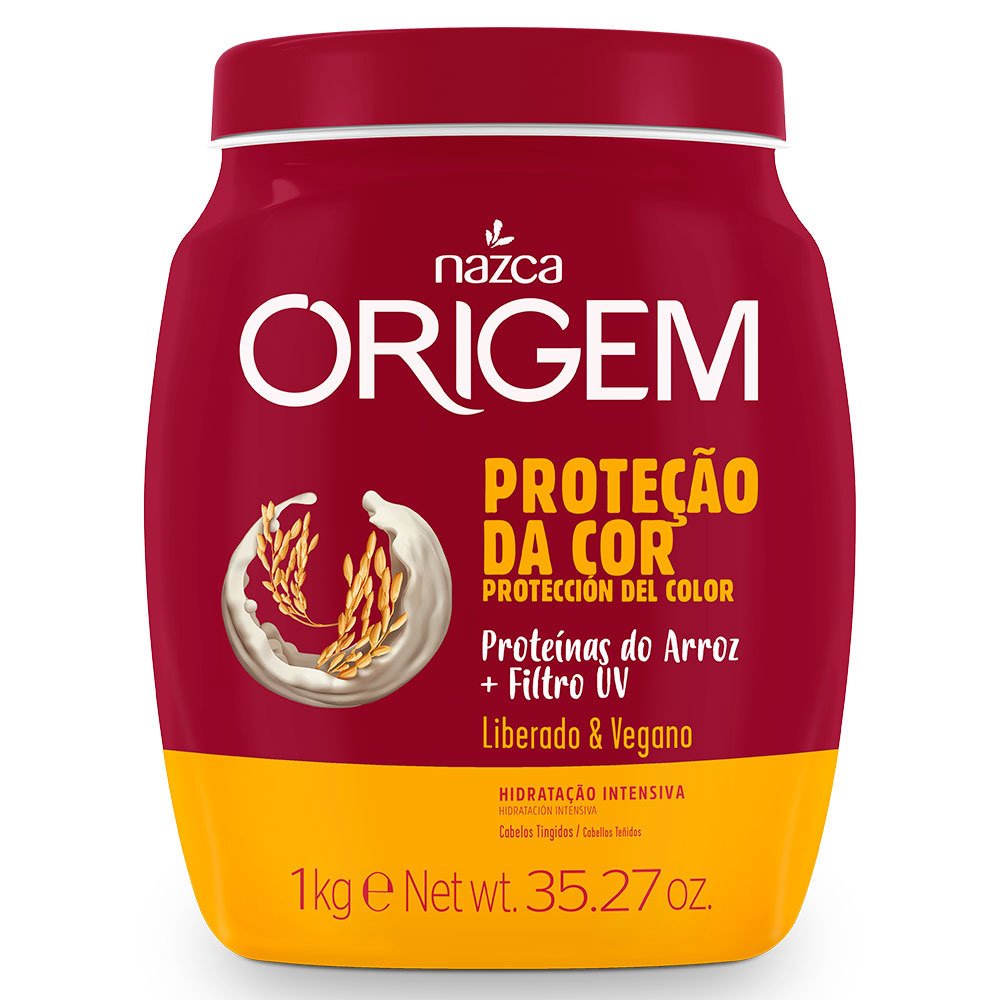 nazca
ORIGEM
PROTEÇÃO
DA COR
PROTECCIÓN DEL COLOR
Proteínas do Arroz
+ Filtro UV
Liberado & Vegano
HIDRATAÇÃO INTENSIVA
HIDRATACIÓN INTENSIVA
Cabelos Tingidos / Cabellos Teñidos
1kg e Net wt. 35.27 oz.